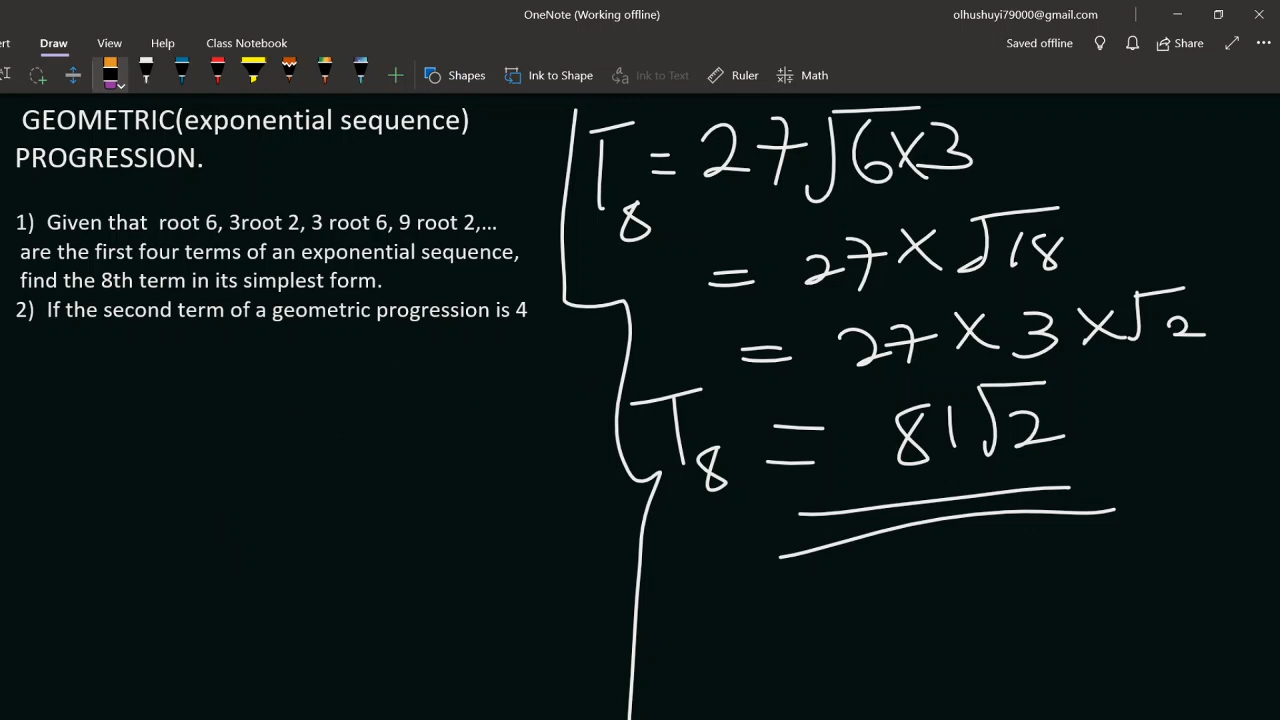 OneNote (Working offline)
olhushuyi79000@gmail.com
Draw View Help Class Notebook
Saved offline Share
Shapes Ink to Shape Ink to Text Ruler Math
GEOMETRIC(exponential sequence)
PROGRESSION.
1) Given that root 6, 3root 2, 3 root 6, 9 root 2,...
are the first four terms of an exponential sequence,
find the 8th term in its simplest form.
2) If the second term of a geometric progression is 4
T₈ = 27√6×3
= 27 × √18
= 27 × 3 × √2
T₈ = 81√2